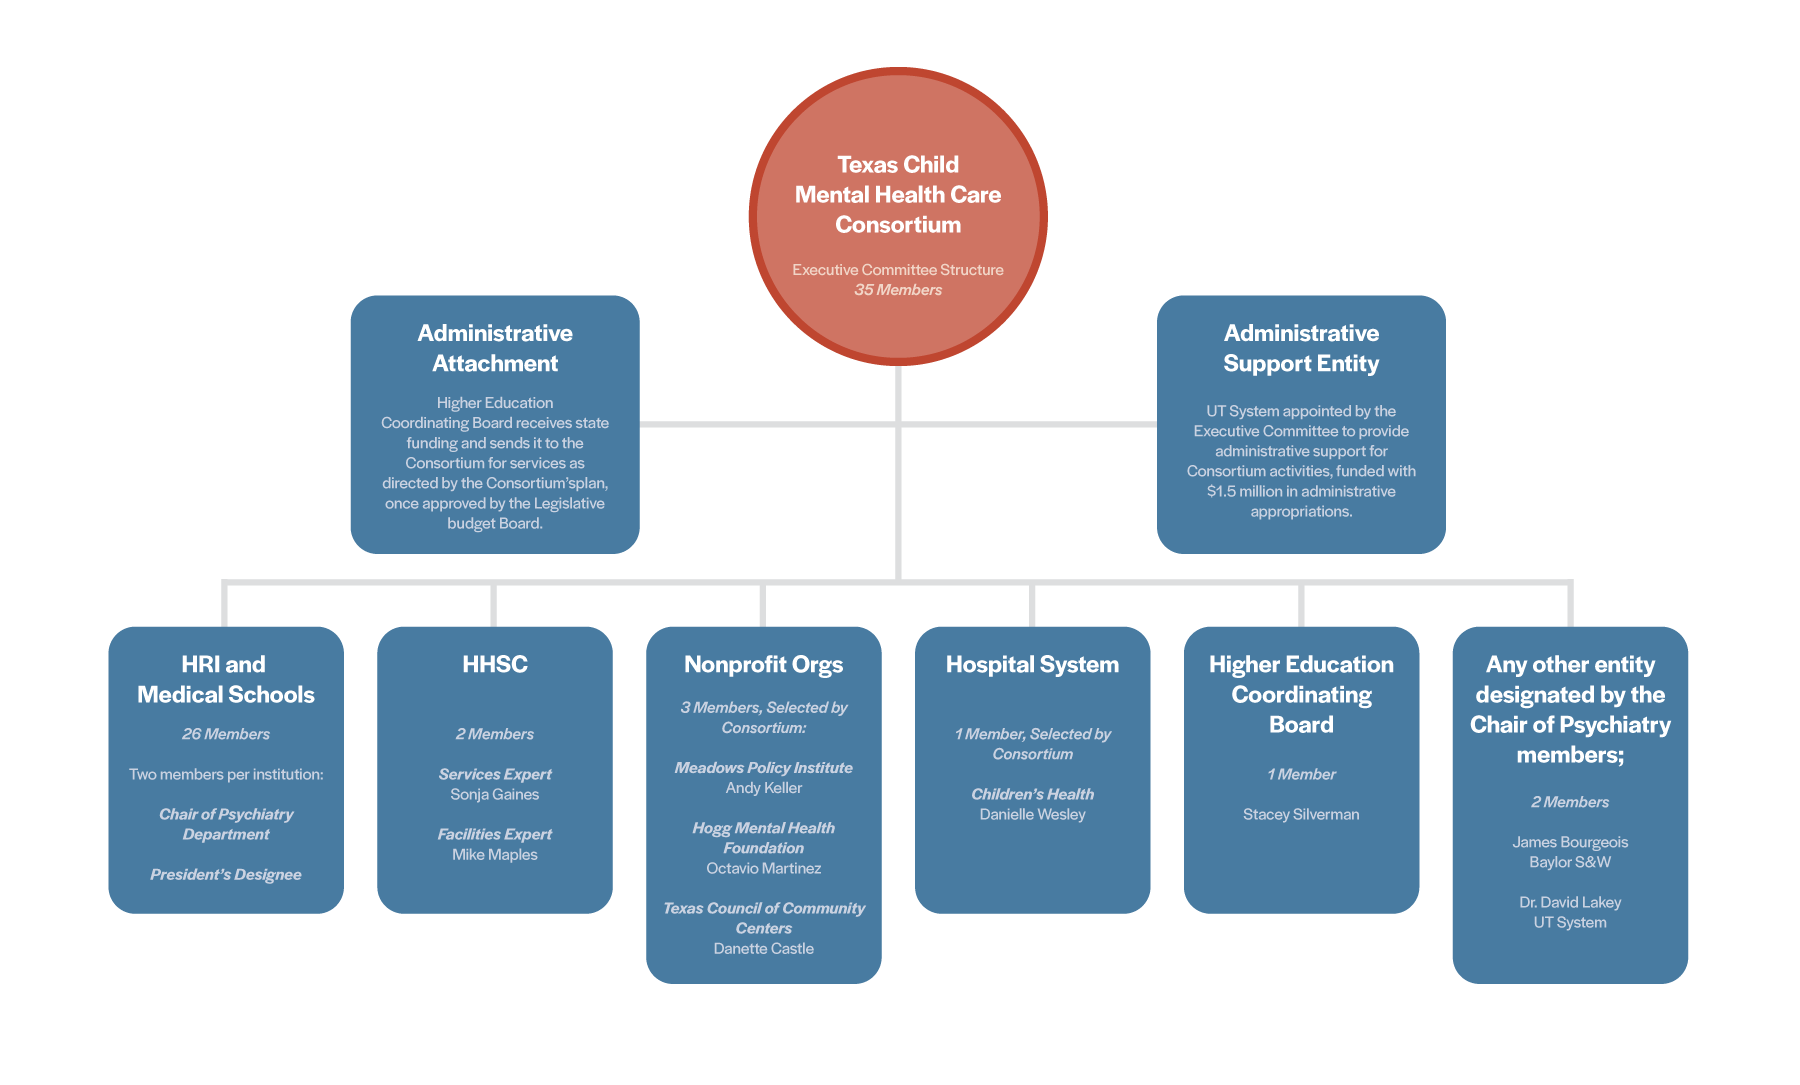 Texas Child
Mental Health Care
Consortium
Executive Committee Structure
35 Members
Administrative
Attachment
Higher Education
Coordinating Board receives state
funding and sends it to the
Consortium for services as
directed by the Consortium'splan,
once approved by the Legislative
budget Board.
Administrative
Support Entity
UT System appointed by the
Executive Committee to provide
administrative support for
Consortium activities, funded with
$1.5 million in administrative
appropriations.
HRI and
Medical Schools
26 Members
Two members per institution:
Chair of Psychiatry
Department
President's Designee
HHSC
2 Members
Services Expert
Sonja Gaines
Facilities Expert
Mike Maples
Nonprofit Orgs
3 Members, Selected by
Consortium:
Meadows Policy Institute
Andy Keller
Hogg Mental Health
Foundation
Octavio Martinez
Texas Council of Community
Centers
Danette Castle
Hospital System
1 Member, Selected by
Consortium
Children's Health
Danielle Wesley
Higher Education
Coordinating
Board
1 Member
Stacey Silverman
Any other entity
designated by the
Chair of Psychiatry
members;
2 Members
James Bourgeois
Baylor S&W
Dr. David Lakey
UT System